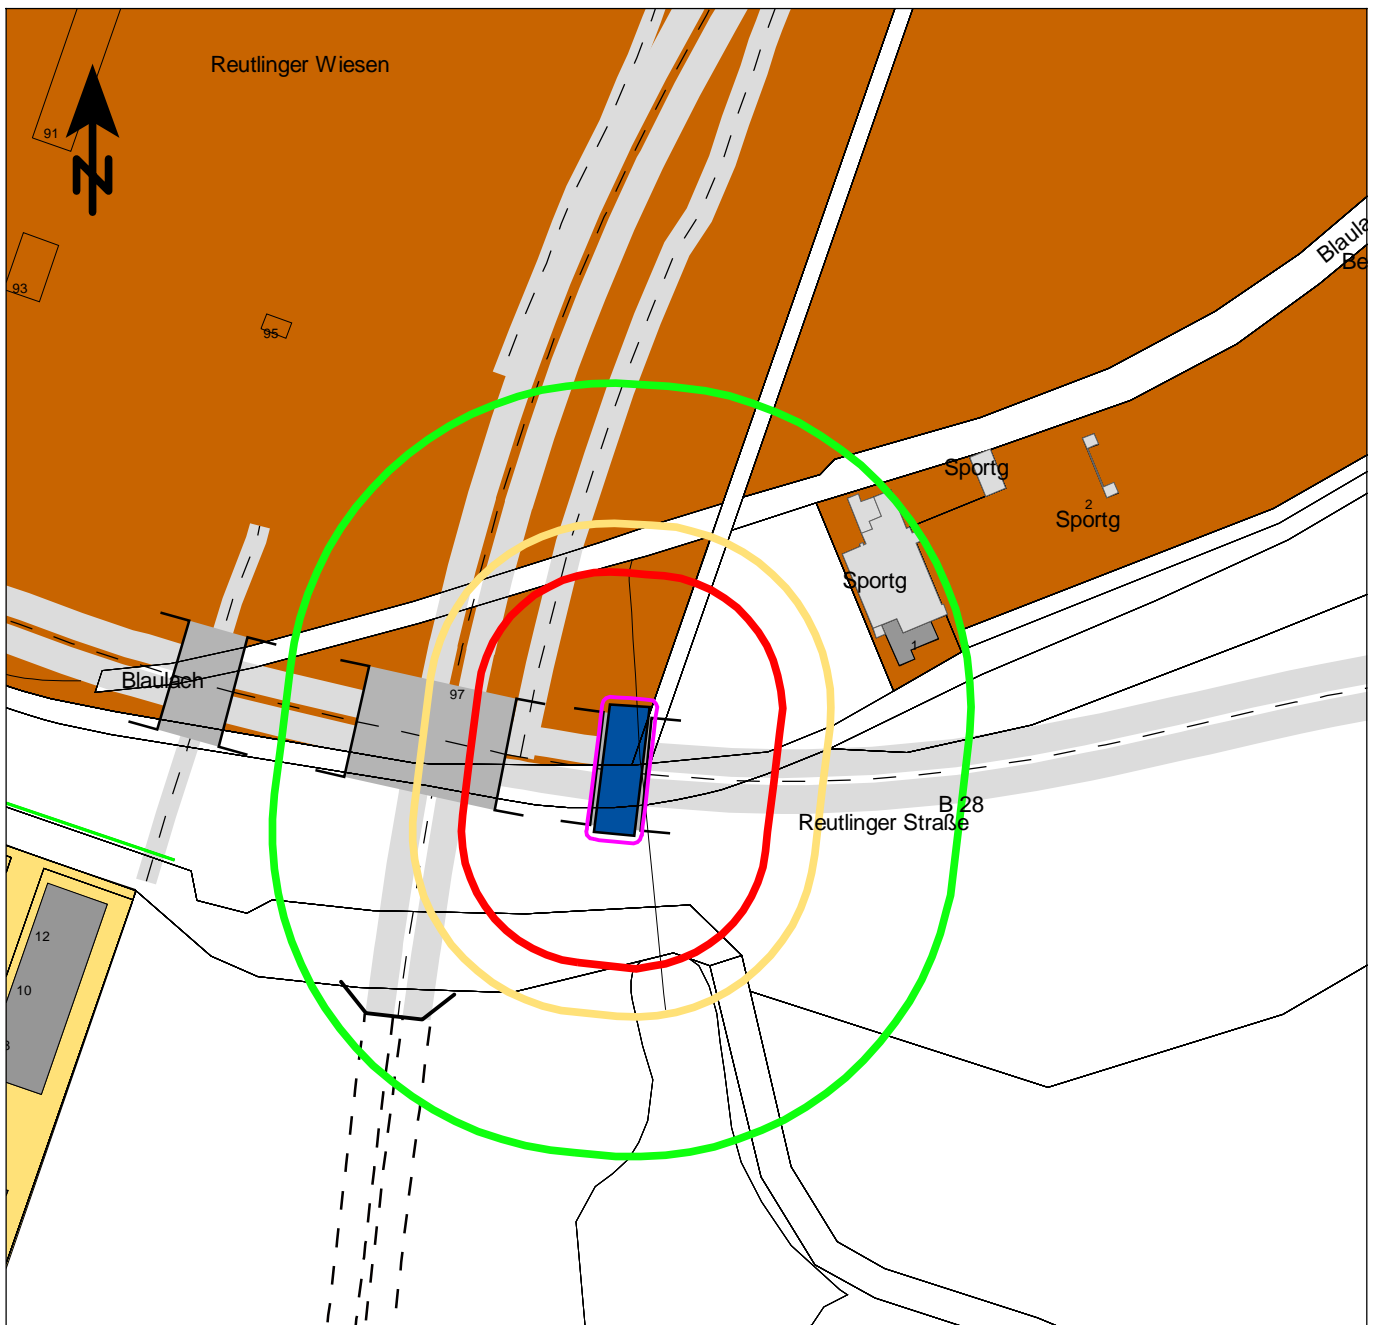 Reutlinger Wiesen
91
N
Blaula
Be
93
95
Sportg
2
Sportg
Sportg
1
Blaulach
97
B 28
Reutlinger Straße
12
10